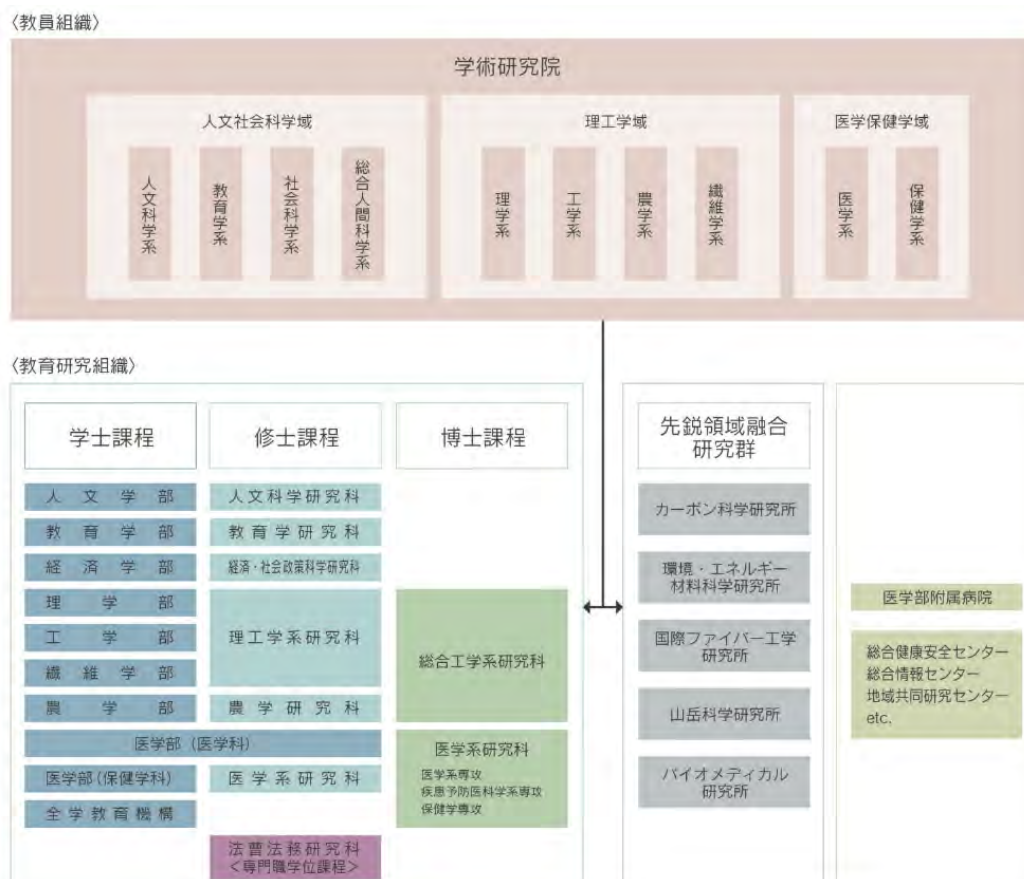 〈教員組織〉
学術研究院
人文社会科学域
人文科学系
教育学系
社会科学系
総合人間科学系
理工学域
理学系
工学系
農学系
繊維学系
医学保健学域
医学系
保健学系
〈教育研究組織〉
学士課程
人文学部
教育学部
経済学部
理学部
工学部
繊維学部
農学部
医学部（医学科）
医学部（保健学科）
全学教育機構
修士課程
人文科学研究科
教育学研究科
経済・社会政策科学研究科
理工学系研究科
農学研究科
医学系研究科
法曹法務研究科
＜専門職学位課程＞
博士課程
総合工学系研究科
医学系研究科
医学系専攻
疾患予防医科学系専攻
保健学専攻
先鋭領域融合
研究群
カーボン科学研究所
環境・エネルギー
材料科学研究所
国際ファイバー工学
研究所
山岳科学研究所
バイオメディカル
研究所
医学部附属病院
総合健康安全センター
総合情報センター
地域共同研究センター
etc.